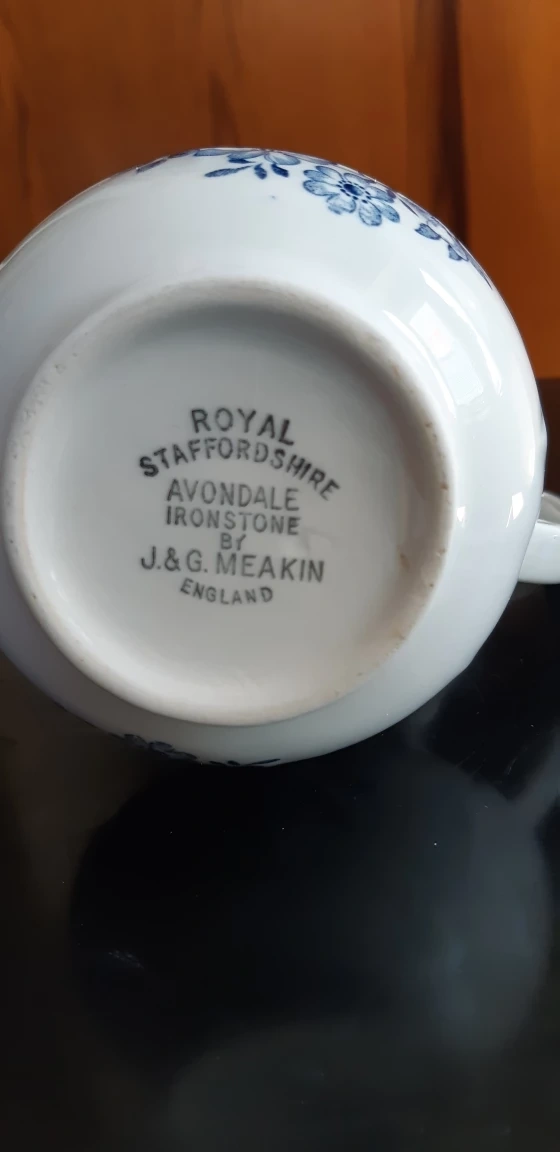 ROYAL
STAFFORDSHIRE
AVONDALE
IRONSTONE
BY
J.&G. MEAKIN
ENGLAND